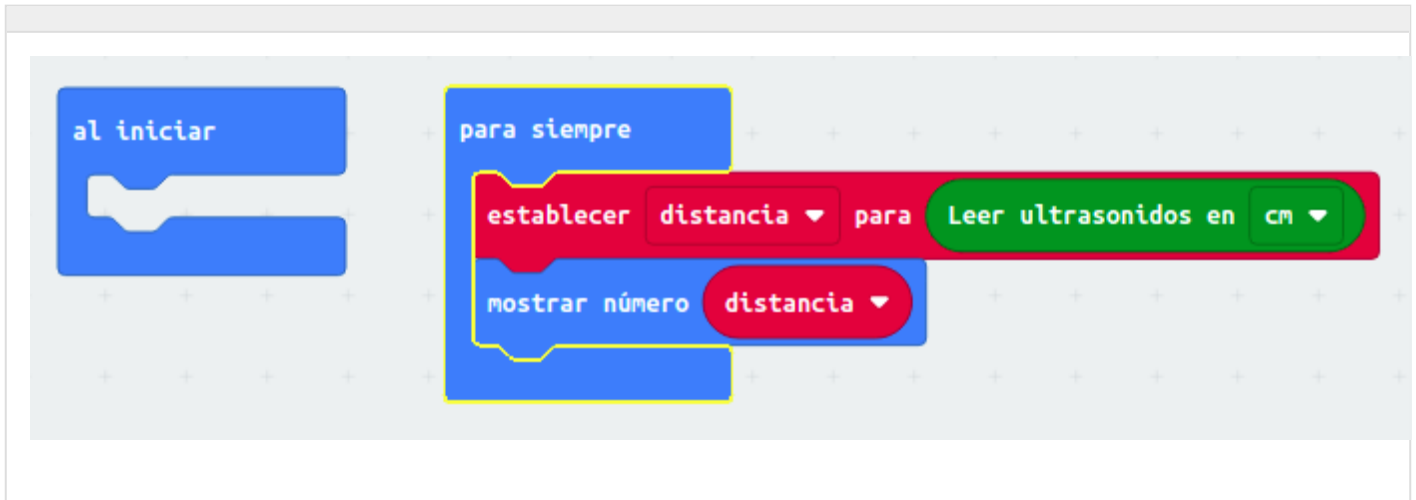 al iniciar
para siempre
establecer distancia para Leer ultrasonidos en cm
mostrar número distancia